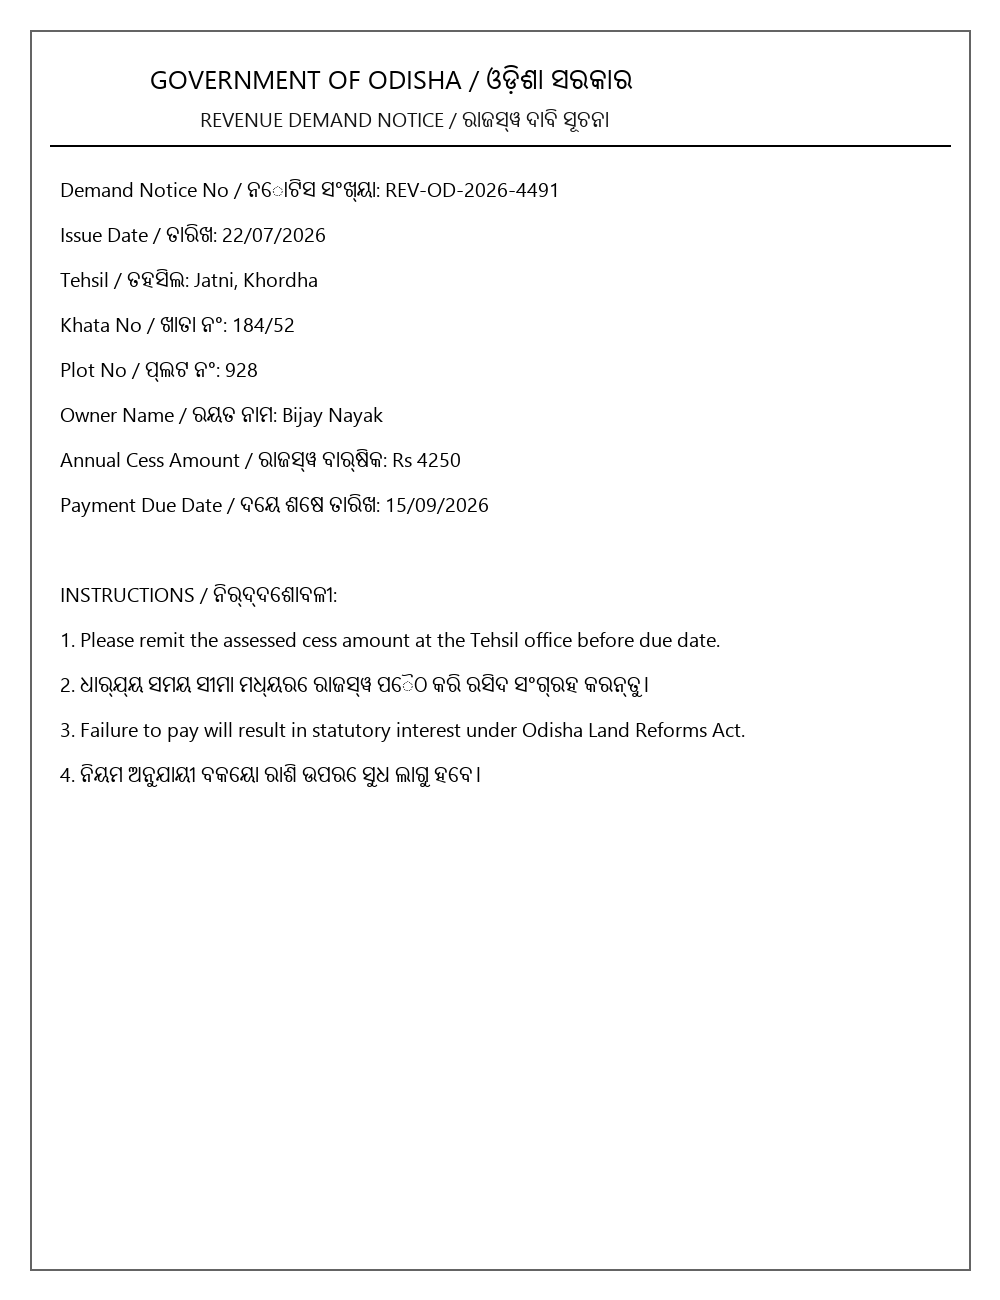 GOVERNMENT OF ODISHA / ଓଡ଼ିଶା ସରକାର
REVENUE DEMAND NOTICE / ରାଜସ୍ୱ ଦାବି ସୂଚନା
Demand Notice No / ନୋଟିସ ସଂଖ୍ୟା: REV-OD-2026-4491
Issue Date / ତାରିଖ: 22/07/2026
Tehsil / ତହସିଲ: Jatni, Khordha
Khata No / ଖାତା ନଂ: 184/52
Plot No / ପ୍ଲଟ ନଂ: 928
Owner Name / ରୟତ ନାମ: Bijay Nayak
Annual Cess Amount / ରାଜସ୍ୱ ବାର୍ଷିକ: Rs 4250
Payment Due Date / ଦେୟ ଶେଷ ତାରିଖ: 15/09/2026
INSTRUCTIONS / ନିର୍ଦ୍ଦେଶାବଳୀ:
1. Please remit the assessed cess amount at the Tehsil office before due date.
2. ଧାର୍ଯ୍ୟ ସମୟ ସୀମା ମଧ୍ୟରେ ରାଜସ୍ୱ ପୈଠ କରି ରସିଦ ସଂଗ୍ରହ କରନ୍ତୁ।
3. Failure to pay will result in statutory interest under Odisha Land Reforms Act.
4. ନିୟମ ଅନୁଯାୟୀ ବକେୟା ରାଶି ଉପରେ ସୁଧ ଲାଗୁ ହେବ।